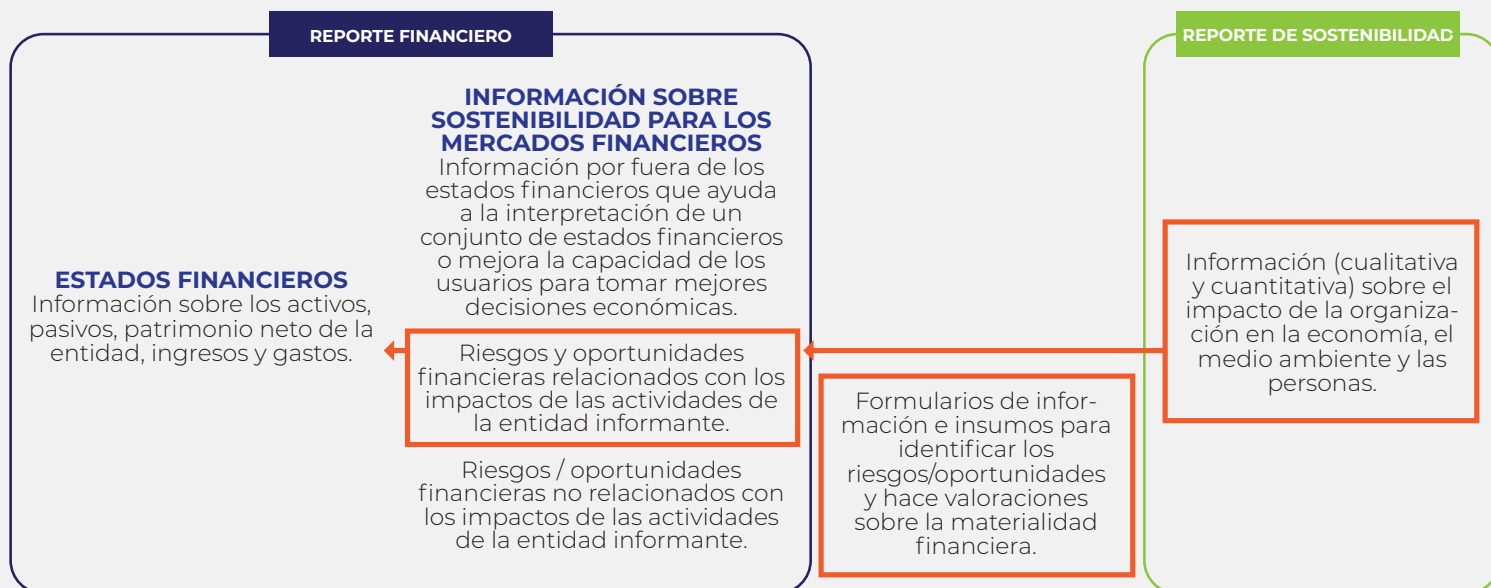 REPORTE FINANCIERO
REPORTE DE SOSTENIBILIDAD
ESTADOS FINANCIEROS
Información sobre los activos,
pasivos, patrimonio neto de la
entidad, ingresos y gastos.
INFORMACIÓN SOBRE
SOSTENIBILIDAD PARA LOS
MERCADOS FINANCIEROS
Información por fuera de los
estados financieros que ayuda
a la interpretación de un
conjunto de estados financieros
o mejora la capacidad de los
usuarios para tomar mejores
decisiones económicas.
Riesgos y oportunidades
financieras relacionados con los
impactos de las actividades de
la entidad informante.
Riesgos / oportunidades
financieras no relacionados con
los impactos de las actividades
de la entidad informante.
Formularios de infor-
mación e insumos para
identificar los
riesgos/oportunidades
y hace valoraciones
sobre la materialidad
financiera.
Información (cualitativa
y cuantitativa) sobre el
impacto de la organiza-
ción en la economía, el
medio ambiente y las
personas.